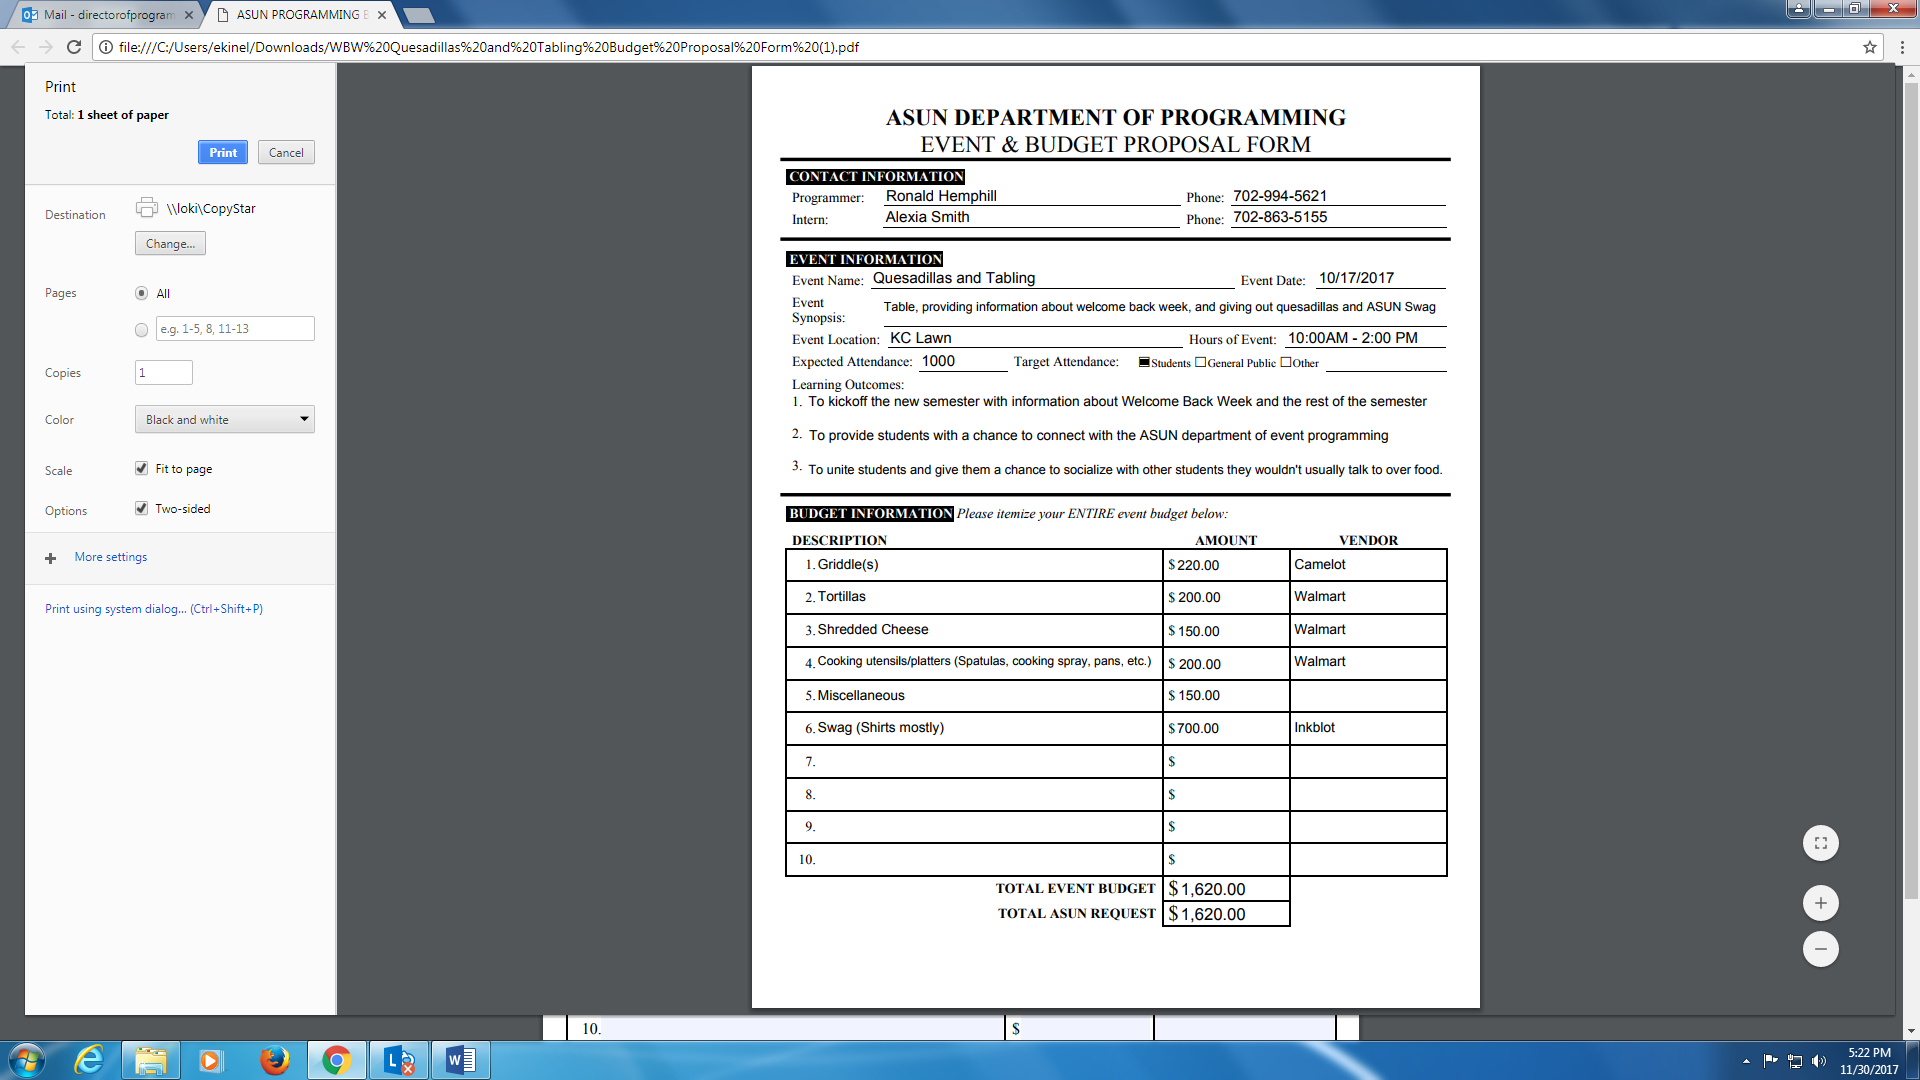 Mail - directorofprogram
ASUN PROGRAMMING B
file:///C:/Users/ekinel/Downloads/WBW%20Quesadillas%20and%20Tabling%20Budget%20Proposal%20Form%20(1).pdf
Print
Total: 1 sheet of paper
Print Cancel
Destination \\loki\CopyStar
Change...
Pages All
e.g. 1-5, 8, 11-13
Copies 1
Color Black and white
Scale Fit to page
Options Two-sided
More settings
Print using system dialog... (Ctrl+Shift+P)
ASUN DEPARTMENT OF PROGRAMMING
EVENT & BUDGET PROPOSAL FORM
CONTACT INFORMATION
Programmer: Ronald Hemphill Phone: 702-994-5621
Intern: Alexia Smith Phone: 702-863-5155
EVENT INFORMATION
Event Name: Quesadillas and Tabling Event Date: 10/17/2017
Event Synopsis: Table, providing information about welcome back week, and giving out quesadillas and ASUN Swag
Event Location: KC Lawn Hours of Event: 10:00AM - 2:00 PM
Expected Attendance: 1000 Target Attendance: Students General Public Other
Learning Outcomes:
1. To kickoff the new semester with information about Welcome Back Week and the rest of the semester
2. To provide students with a chance to connect with the ASUN department of event programming
3. To unite students and give them a chance to socialize with other students they wouldn't usually talk to over food.
BUDGET INFORMATION Please itemize your ENTIRE event budget below:
DESCRIPTION AMOUNT VENDOR
1. Griddle(s) $ 220.00 Camelot
2. Tortillas $ 200.00 Walmart
3. Shredded Cheese $ 150.00 Walmart
4. Cooking utensils/platters (Spatulas, cooking spray, pans, etc.) $ 200.00 Walmart
5. Miscellaneous $ 150.00
6. Swag (Shirts mostly) $ 700.00 Inkblot
7. $
8. $
9. $
10. $
TOTAL EVENT BUDGET $ 1,620.00
TOTAL ASUN REQUEST $ 1,620.00
10. $
5:22 PM
11/30/2017